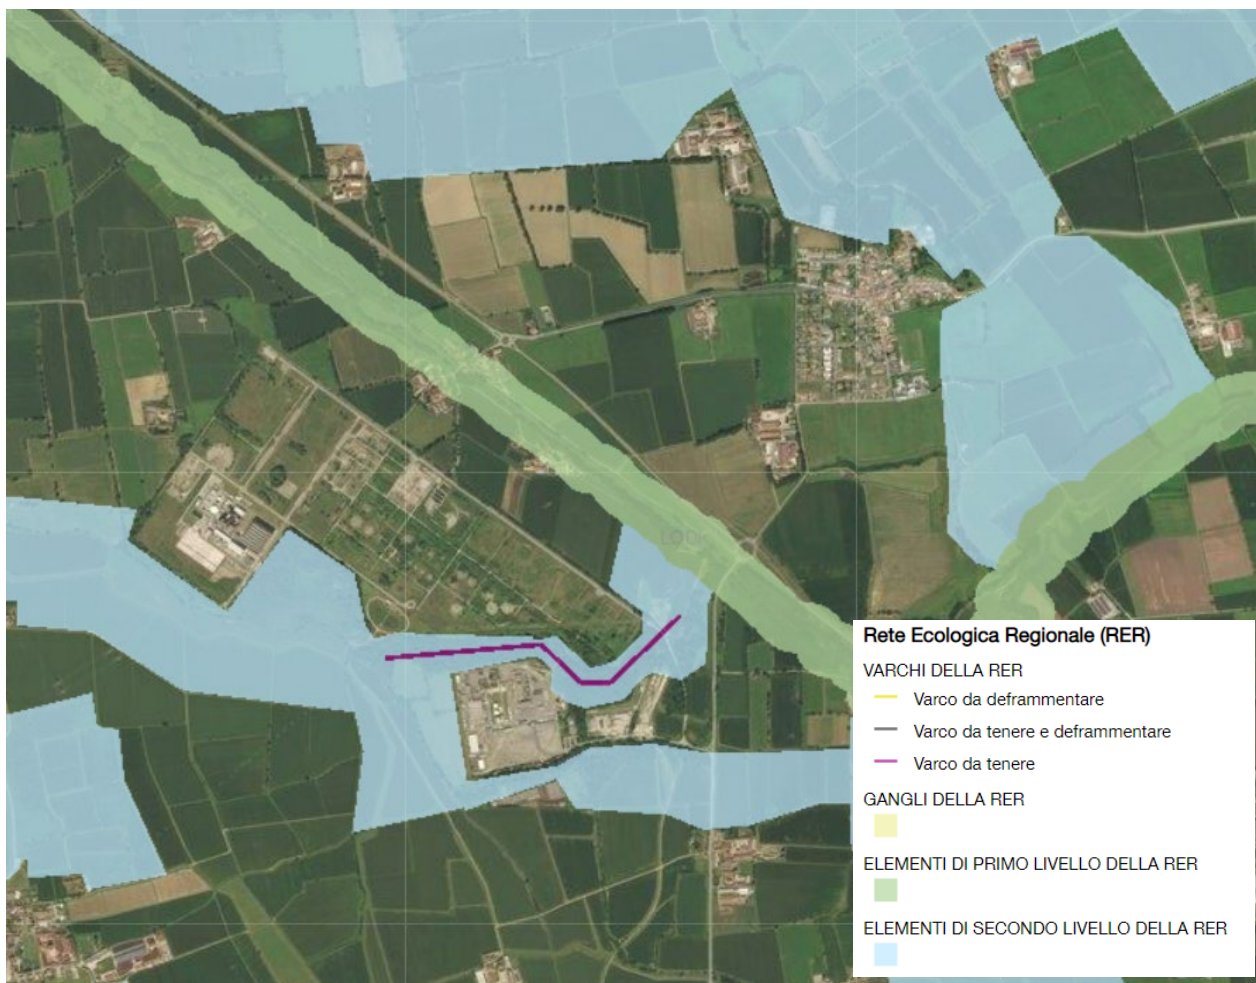 LODI
Rete Ecologica Regionale (RER)
VARCHI DELLA RER
Varco da deframmentare
Varco da tenere e deframmentare
Varco da tenere
GANGLI DELLA RER
ELEMENTI DI PRIMO LIVELLO DELLA RER
ELEMENTI DI SECONDO LIVELLO DELLA RER